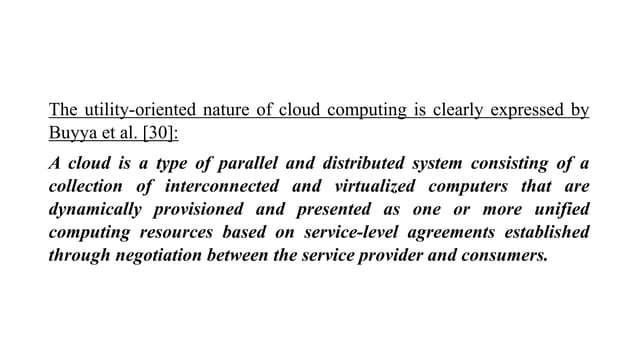 The utility-oriented nature of cloud computing is clearly expressed by
Buyya et al. [30]:
A cloud is a type of parallel and distributed system consisting of a
collection of interconnected and virtualized computers that are
dynamically provisioned and presented as one or more unified
computing resources based on service-level agreements established
through negotiation between the service provider and consumers.